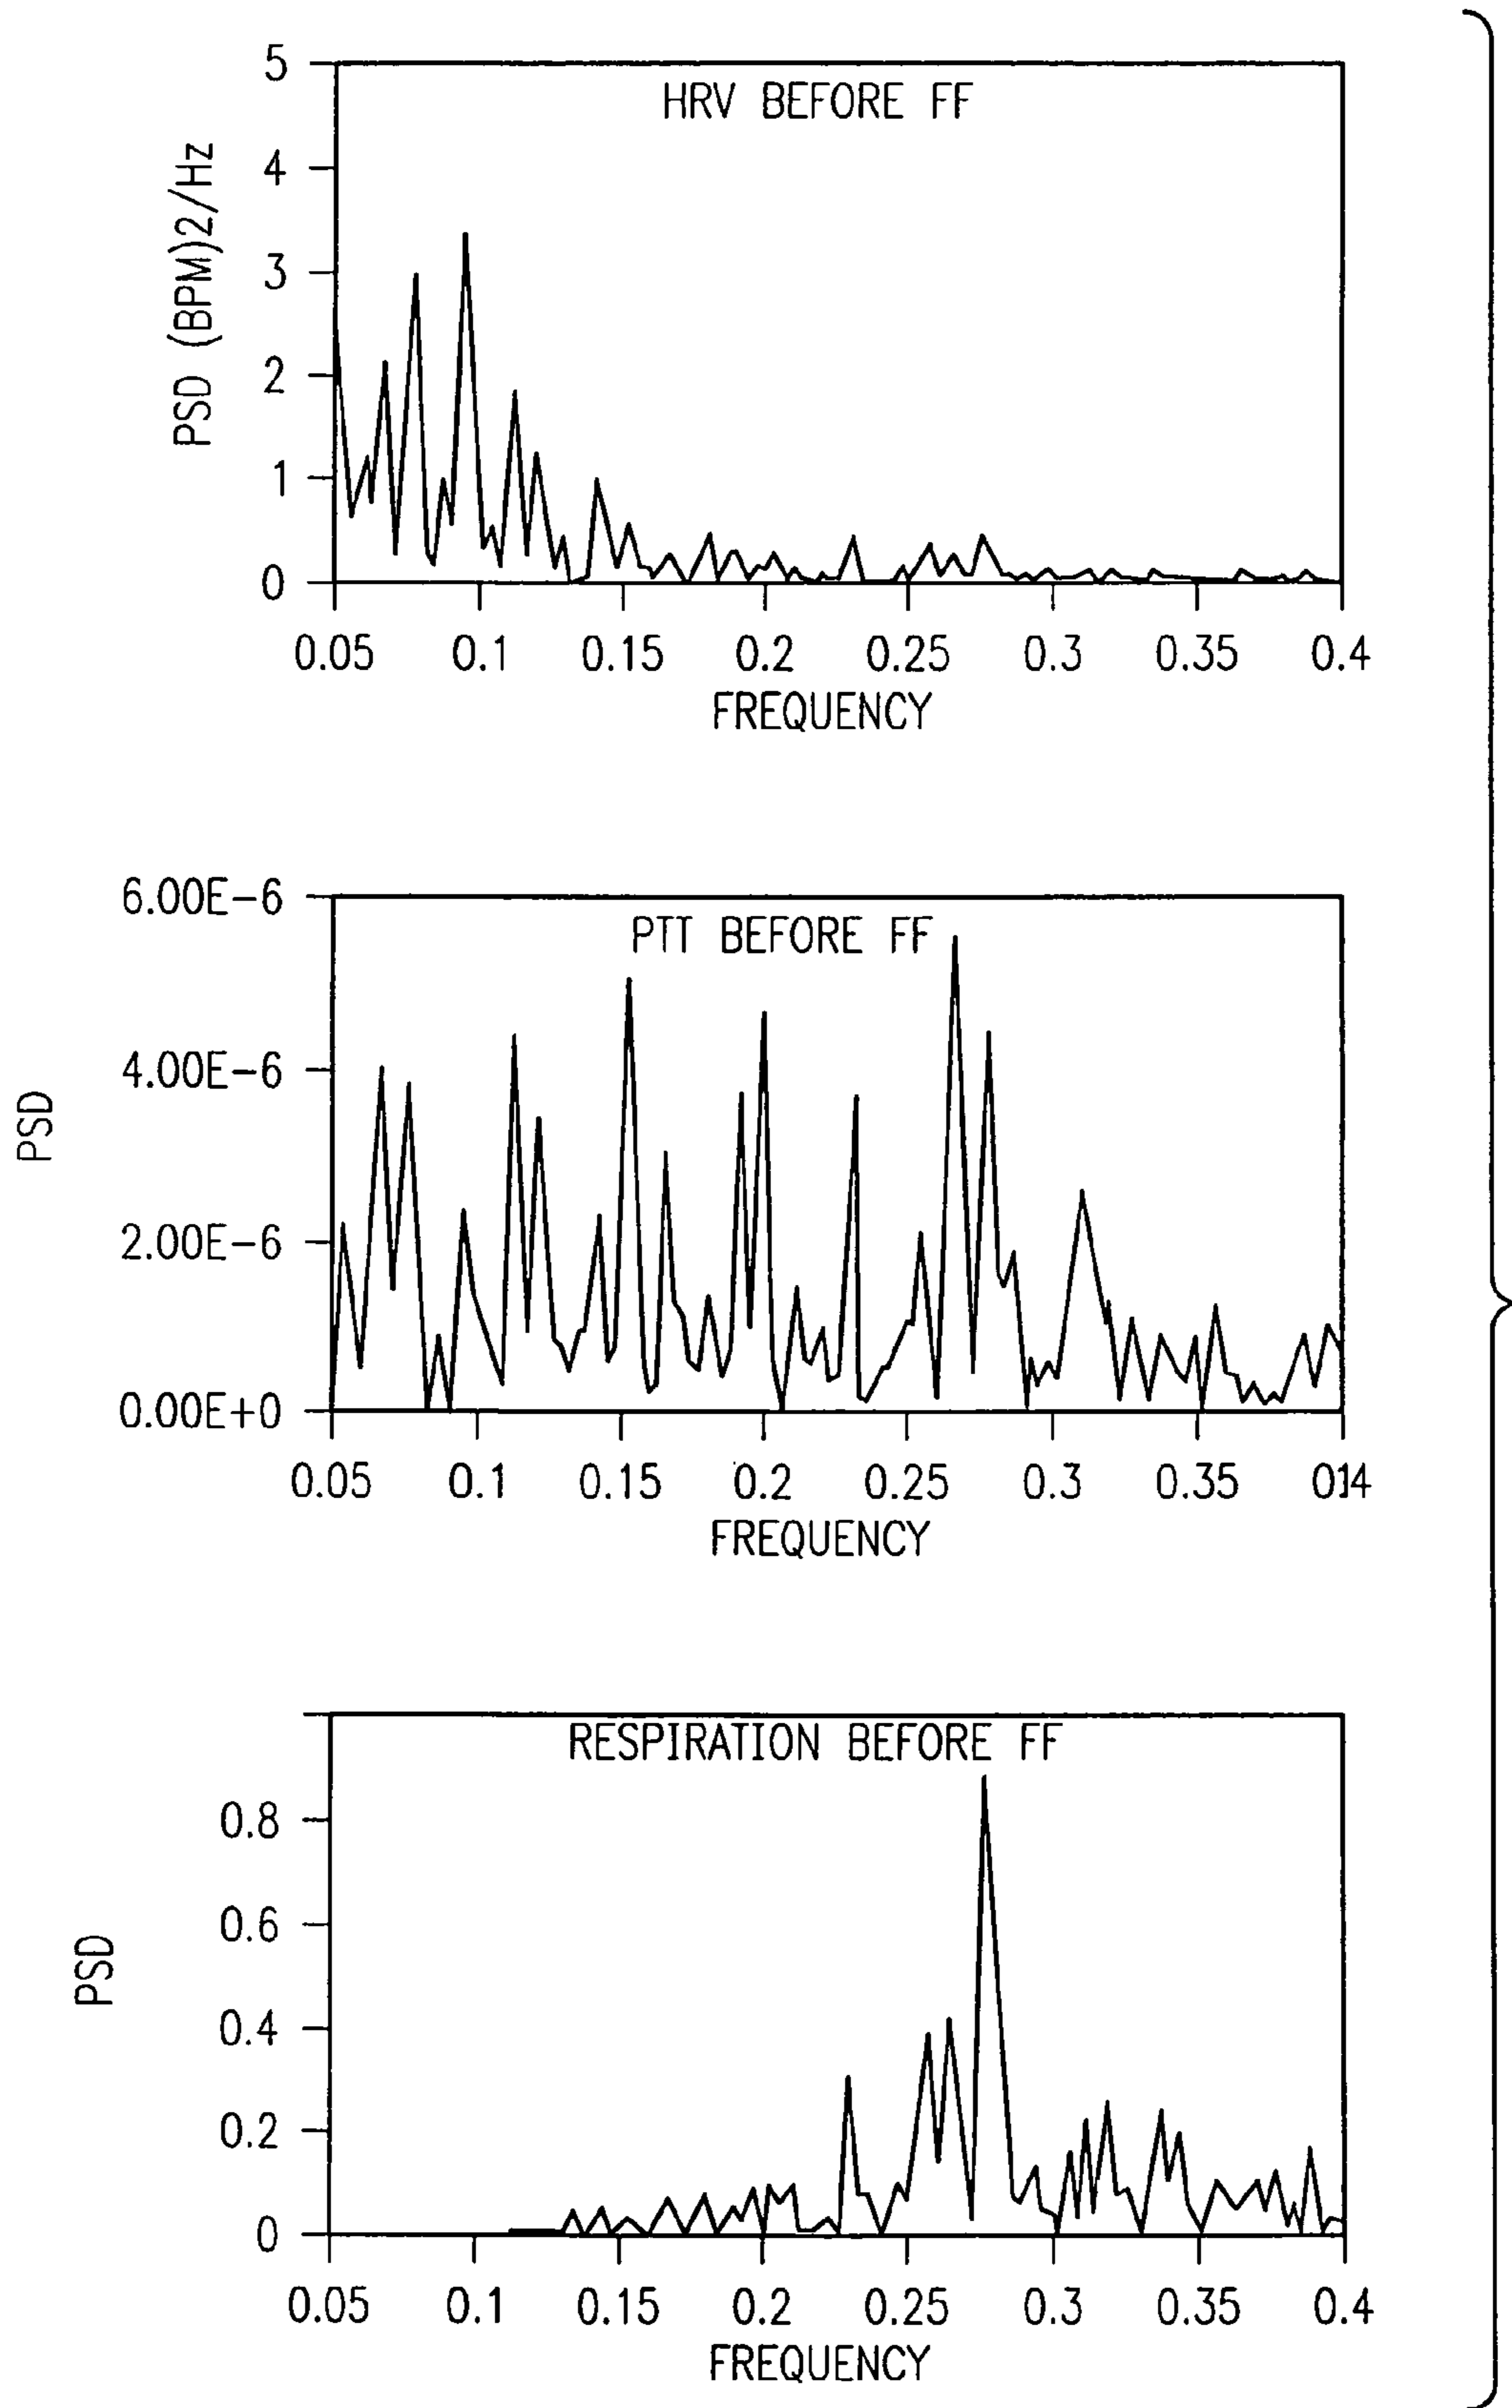 HRV BEFORE FF
PSD (BPM)2/Hz
5
4
3
2
1
0
0.05 0.1 0.15 0.2 0.25 0.3 0.35 0.4
FREQUENCY
PTT BEFORE FF
PSD
6.00E-6
4.00E-6
2.00E-6
0.00E+0
0.05 0.1 0.15 0.2 0.25 0.3 0.35 014
FREQUENCY
RESPIRATION BEFORE FF
PSD
0.8
0.6
0.4
0.2
0
0.05 0.1 0.15 0.2 0.25 0.3 0.35 0.4
FREQUENCY